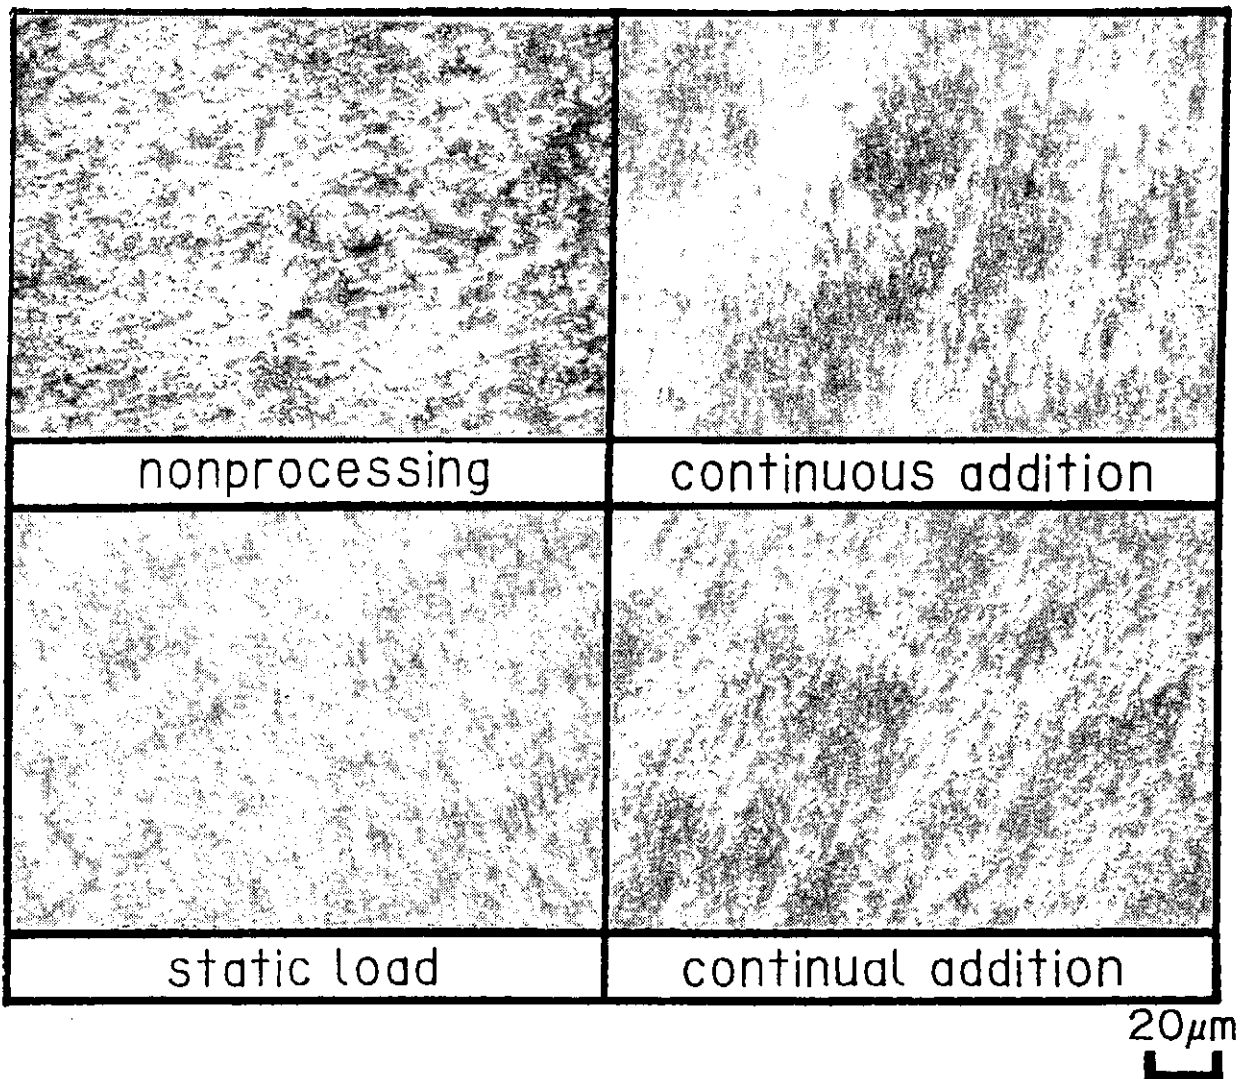 nonprocessing
continuous addition
static load
continual addition
20μm